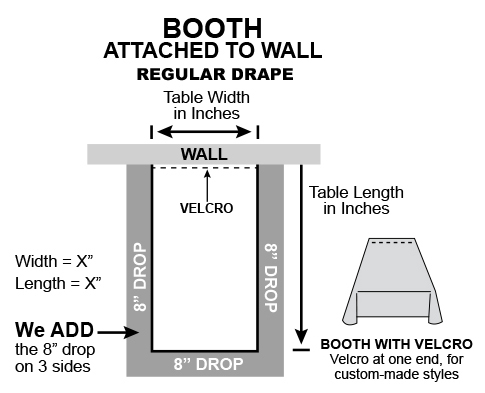 BOOTH
ATTACHED TO WALL
REGULAR DRAPE
Table Width
in Inches
WALL
VELCRO
Table Length
in Inches
8” DROP
8” DROP
Width = X”
Length = X”
We ADD
the 8” drop
on 3 sides
8” DROP
BOOTH WITH VELCRO
Velcro at one end, for
custom-made styles